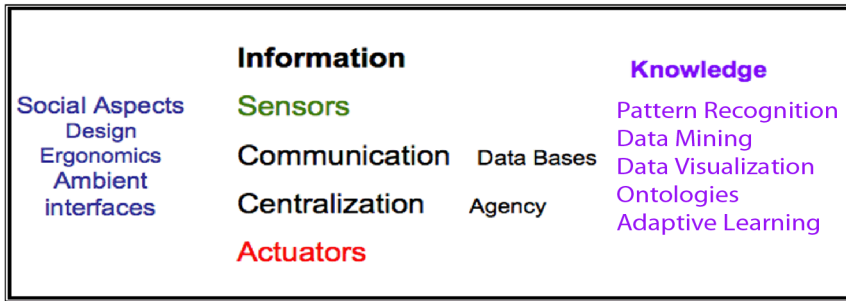 Social Aspects
Design
Ergonomics
Ambient
interfaces
Information
Sensors
Communication Data Bases
Centralization Agency
Actuators
Knowledge
Pattern Recognition
Data Mining
Data Visualization
Ontologies
Adaptive Learning